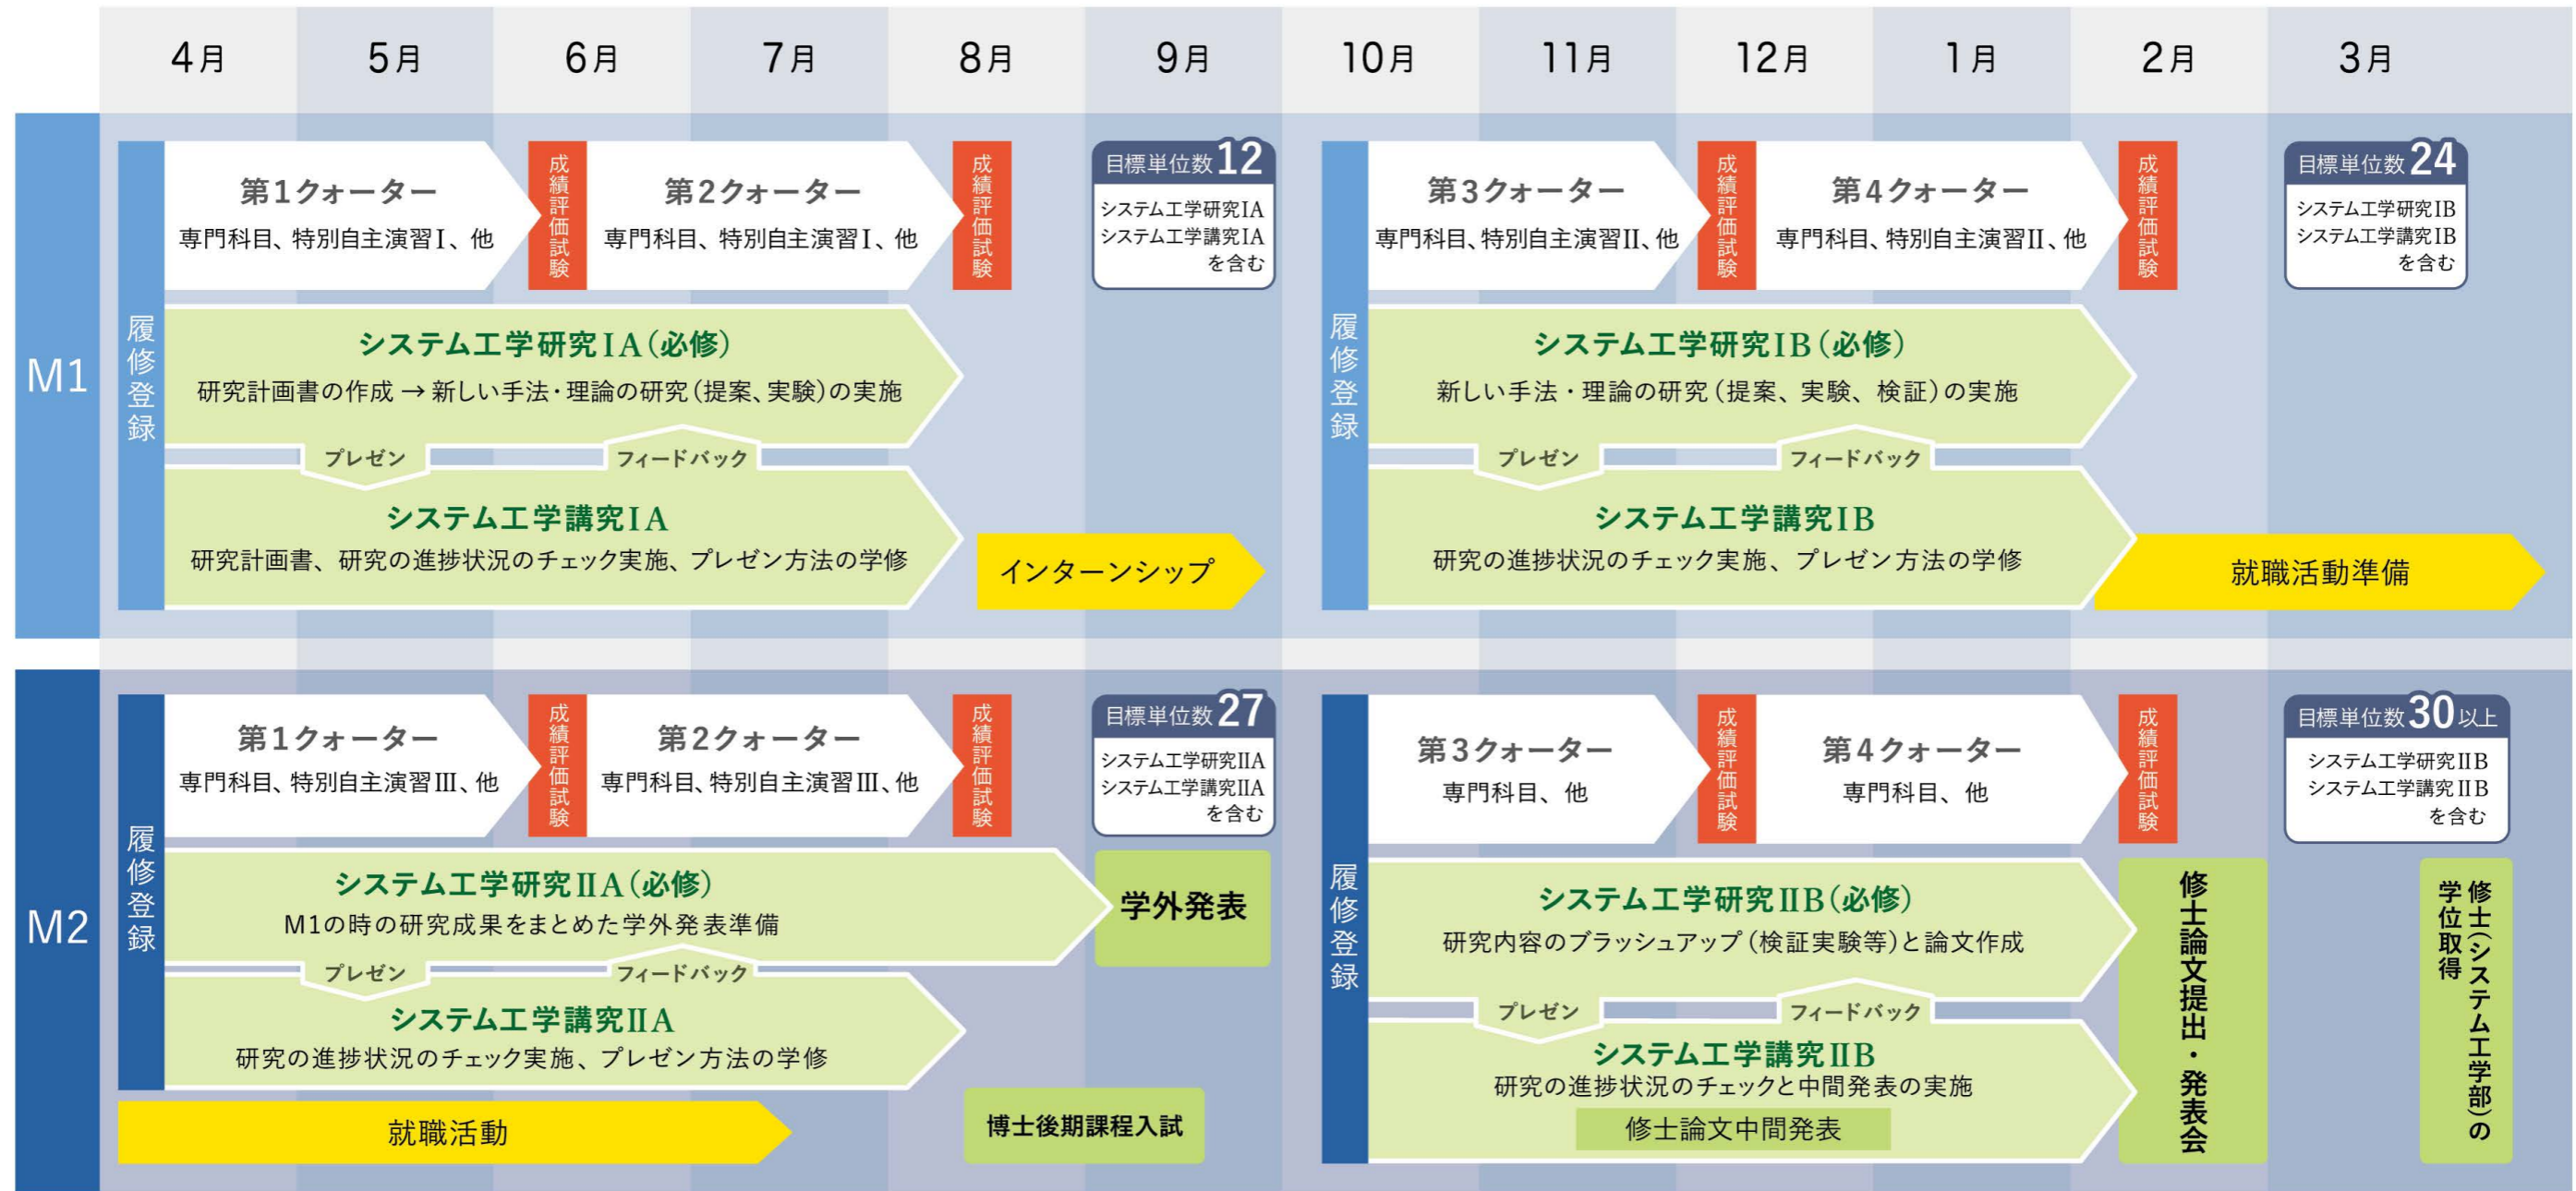 4月 5月 6月 7月 8月 9月 10月 11月 12月 1月 2月 3月
M1
履修登録
第1クォーター
専門科目、特別自主演習Ⅰ、他
成績評価試験
第2クォーター
専門科目、特別自主演習Ⅰ、他
成績評価試験
目標単位数12
システム工学研究ⅠA
システム工学講究ⅠA
を含む
システム工学研究ⅠA(必修)
研究計画書の作成 → 新しい手法・理論の研究(提案、実験)の実施
プレゼン
フィードバック
システム工学講究ⅠA
研究計画書、研究の進捗状況のチェック実施、プレゼン方法の学修
インターンシップ
履修登録
第3クォーター
専門科目、特別自主演習Ⅱ、他
成績評価試験
第4クォーター
専門科目、特別自主演習Ⅱ、他
成績評価試験
目標単位数24
システム工学研究ⅠB
システム工学講究ⅠB
を含む
システム工学研究ⅠB(必修)
新しい手法・理論の研究(提案、実験、検証)の実施
プレゼン
フィードバック
システム工学講究ⅠB
研究の進捗状況のチェック実施、プレゼン方法の学修
就職活動準備
M2
履修登録
第1クォーター
専門科目、特別自主演習Ⅲ、他
成績評価試験
第2クォーター
専門科目、特別自主演習Ⅲ、他
成績評価試験
目標単位数27
システム工学研究ⅡA
システム工学講究ⅡA
を含む
システム工学研究ⅡA(必修)
M1の時の研究成果をまとめた学外発表準備
学外発表
プレゼン
フィードバック
システム工学講究ⅡA
研究の進捗状況のチェック実施、プレゼン方法の学修
就職活動
博士後期課程入試
履修登録
第3クォーター
専門科目、他
成績評価試験
第4クォーター
専門科目、他
成績評価試験
目標単位数30以上
システム工学研究ⅡB
システム工学講究ⅡB
を含む
システム工学研究ⅡB(必修)
研究内容のブラッシュアップ(検証実験等)と論文作成
プレゼン
フィードバック
システム工学講究ⅡB
研究の進捗状況のチェックと中間発表の実施
修士論文中間発表
修士論文提出・発表会
修士(システム工学部)の
学位取得